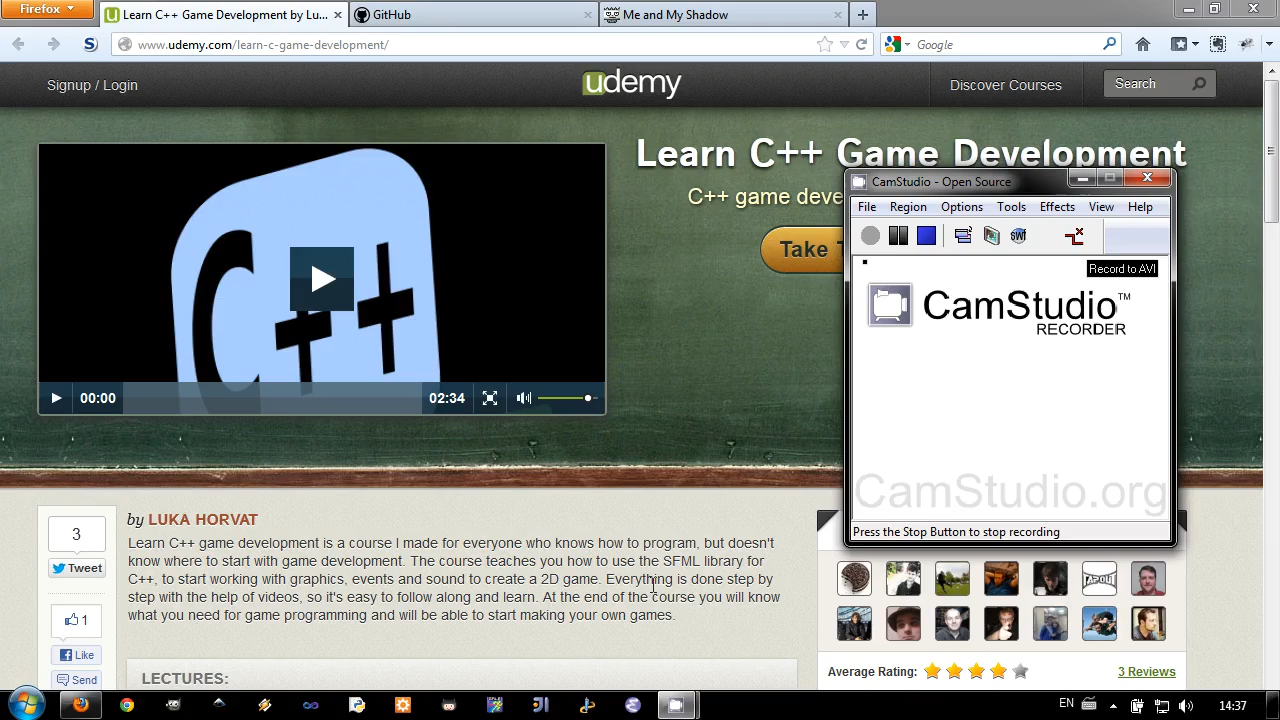 Firefox
Learn C++ Game Development by Lu...
GitHub
Me and My Shadow
www.udemy.com/learn-c-game-development/
Google
Signup / Login
udemy
Discover Courses
Search
Learn C++ Game Development
C++ game deve
Take T
C++
00:00
02:34
CamStudio - Open Source
File Region Options Tools Effects View Help
swf
Record to AVI
CamStudio™
RECORDER
CamStudio.org
Press the Stop Button to stop recording
3
Tweet
1
Like
Send
by LUKA HORVAT
Learn C++ game development is a course I made for everyone who knows how to program, but doesn't
know where to start with game development. The course teaches you how to use the SFML library for
C++, to start working with graphics, events and sound to create a 2D game. Everything is done step by
step with the help of videos, so it's easy to follow along and learn. At the end of the course you will know
what you need for game programming and will be able to start making your own games.
LECTURES:
TAPOUT
Average Rating:
3 Reviews
EN
14:37